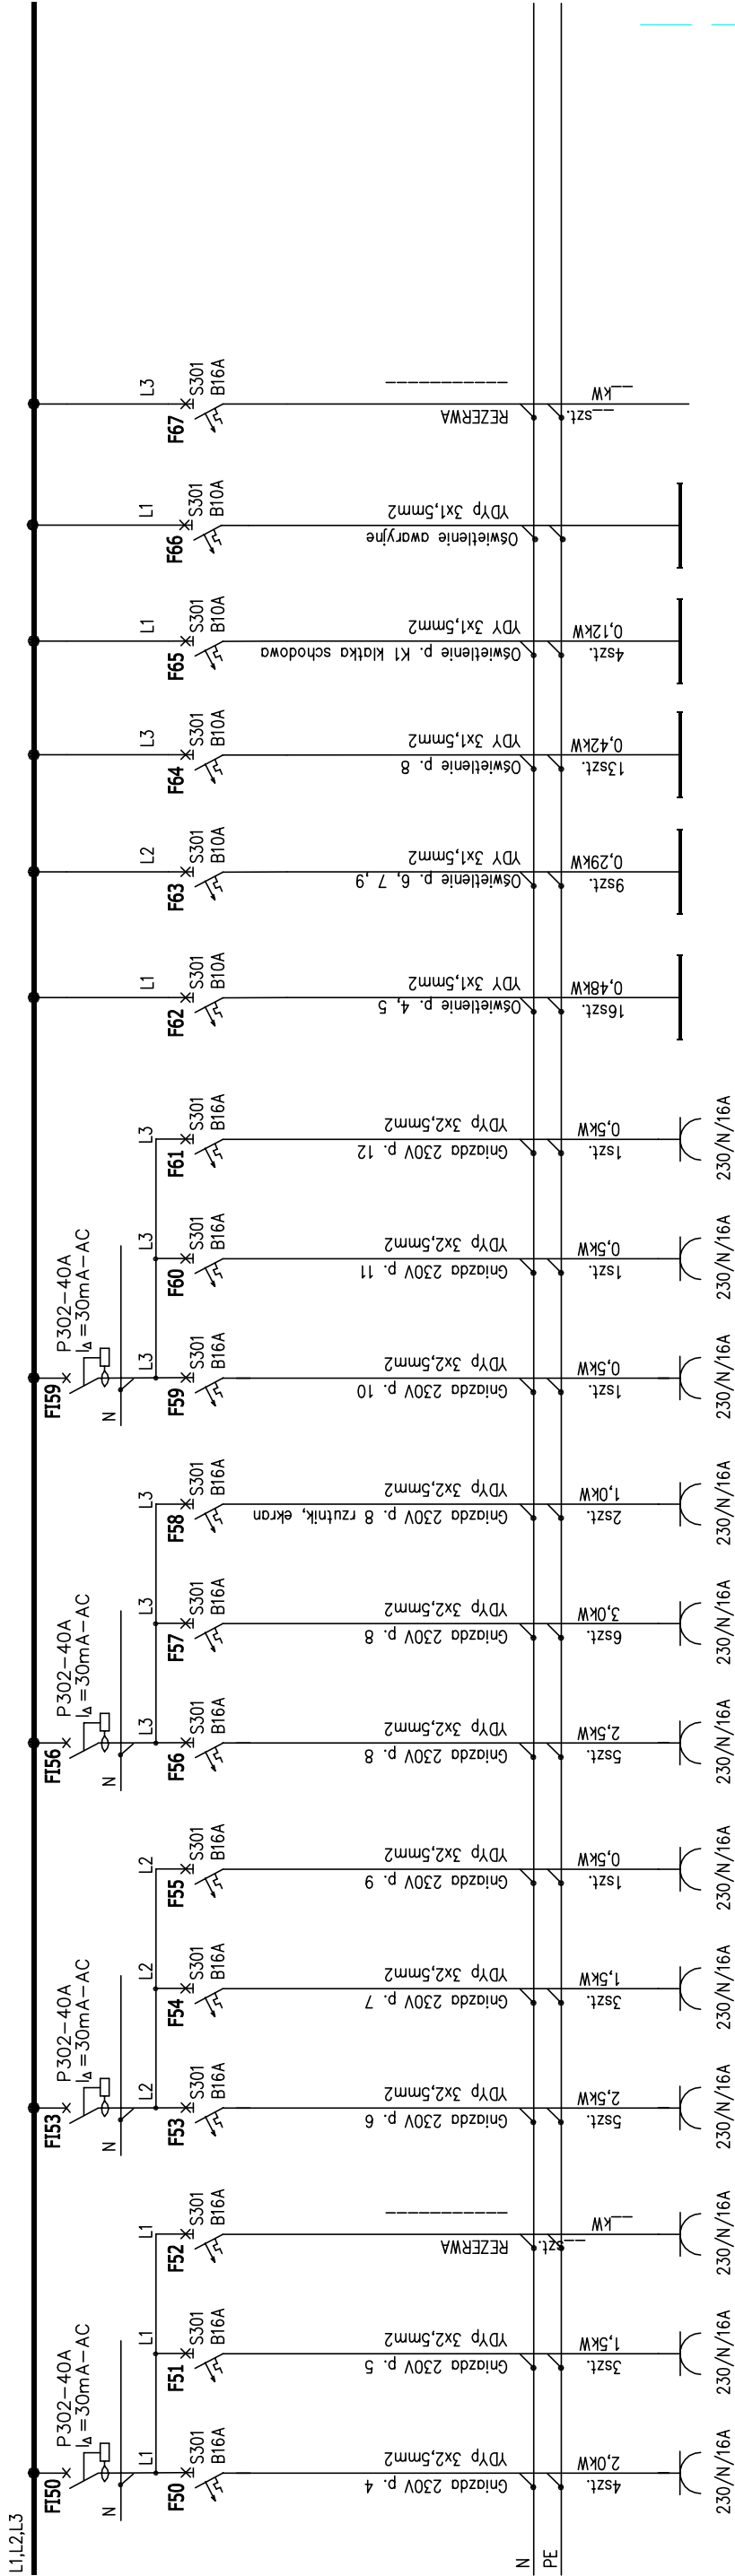 L1,L2,L3
FI50
P302-40A
I∆=30mA-AC
N
L1
F50
S301
B16A
YDYp 3x2,5mm2
Gniazda 230V p. 4
2,0kW
4szt.
230/N/16A
L1
F51
S301
B16A
YDYp 3x2,5mm2
Gniazda 230V p. 5
1,5kW
3szt.
230/N/16A
L1
F52
S301
B16A
____________
REZERWA
__kW
__szt.
230/N/16A
FI53
P302-40A
I∆=30mA-AC
N
L2
F53
S301
B16A
YDYp 3x2,5mm2
Gniazda 230V p. 6
2,5kW
5szt.
230/N/16A
L2
F54
S301
B16A
YDYp 3x2,5mm2
Gniazda 230V p. 7
1,5kW
3szt.
230/N/16A
L2
F55
S301
B16A
YDYp 3x2,5mm2
Gniazda 230V p. 9
0,5kW
1szt.
230/N/16A
FI56
P302-40A
I∆=30mA-AC
N
L3
F56
S301
B16A
YDYp 3x2,5mm2
Gniazda 230V p. 8
2,5kW
5szt.
230/N/16A
L3
F57
S301
B16A
YDYp 3x2,5mm2
Gniazda 230V p. 8
3,0kW
6szt.
230/N/16A
L3
F58
S301
B16A
YDYp 3x2,5mm2
Gniazda 230V p. 8 rzutnik, ekran
1,0kW
2szt.
230/N/16A
FI59
P302-40A
I∆=30mA-AC
N
L3
F59
S301
B16A
YDYp 3x2,5mm2
Gniazda 230V p. 10
0,5kW
1szt.
230/N/16A
L3
F60
S301
B16A
YDYp 3x2,5mm2
Gniazda 230V p. 11
0,5kW
1szt.
230/N/16A
L3
F61
S301
B16A
YDYp 3x2,5mm2
Gniazda 230V p. 12
0,5kW
1szt.
230/N/16A
L1
F62
S301
B10A
YDY 3x1,5mm2
Oświetlenie p. 4, 5
0,48kW
16szt.
L2
F63
S301
B10A
YDY 3x1,5mm2
Oświetlenie p. 6, 7 ,9
0,29kW
9szt.
L3
F64
S301
B10A
YDY 3x1,5mm2
Oświetlenie p. 8
0,42kW
13szt.
L1
F65
S301
B10A
YDY 3x1,5mm2
Oświetlenie p. K1 klatka schodowa
0,12kW
4szt.
L1
F66
S301
B10A
YDYp 3x1,5mm2
Oświetlenie awaryjne
L3
F67
S301
B16A
____________
REZERWA
__kW
__szt.
N
PE